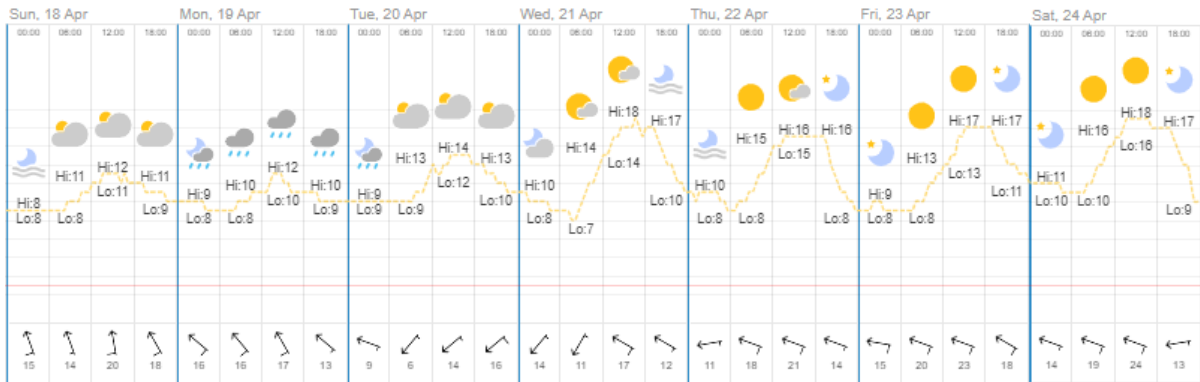 Sun, 18 Apr Mon, 19 Apr Tue, 20 Apr Wed, 21 Apr Thu, 22 Apr Fri, 23 Apr Sat, 24 Apr
00:00 06:00 12:00 18:00 00:00 06:00 12:00 18:00 00:00 06:00 12:00 18:00 00:00 06:00 12:00 18:00 00:00 06:00 12:00 18:00 00:00 06:00 12:00 18:00 00:00 06:00 12:00 18:00
Hi:8 Hi:11 Hi:12 Hi:11 Hi:9 Hi:10 Hi:12 Hi:10 Hi:9 Hi:13 Hi:14 Hi:13 Hi:10 Hi:14 Hi:18 Hi:17 Hi:10 Hi:15 Hi:16 Hi:16 Hi:9 Hi:13 Hi:17 Hi:17 Hi:11 Hi:16 Hi:18 Hi:17
Lo:8 Lo:8 Lo:11 Lo:9 Lo:8 Lo:8 Lo:10 Lo:9 Lo:9 Lo:9 Lo:12 Lo:10 Lo:8 Lo:7 Lo:14 Lo:10 Lo:8 Lo:8 Lo:15 Lo:8 Lo:8 Lo:8 Lo:13 Lo:11 Lo:10 Lo:10 Lo:16 Lo:9
15 14 20 18 16 16 17 13 9 6 14 16 14 11 17 12 11 18 21 14 15 20 23 18 14 19 24 13